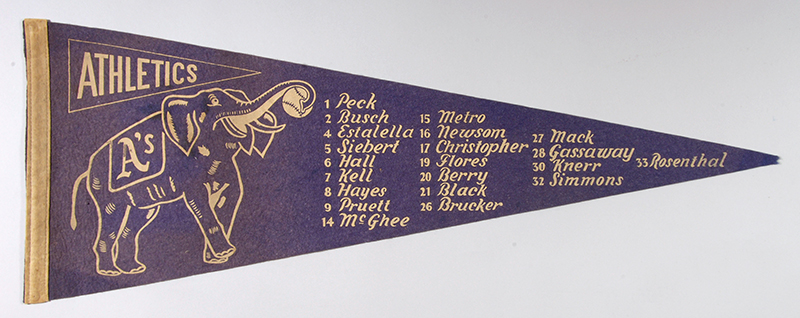 ATHLETICS
A's
1 Peck
2 Busch
4 Estalella
5 Siebert
6 Hall
7 Kell
8 Hayes
9 Pruett
14 McGhee
15 Metro
16 Newsom
17 Christopher
19 Flores
20 Berry
21 Black
26 Brucker
27 Mack
28 Gassaway
30 Knerr
32 Simmons
33 Rosenthal